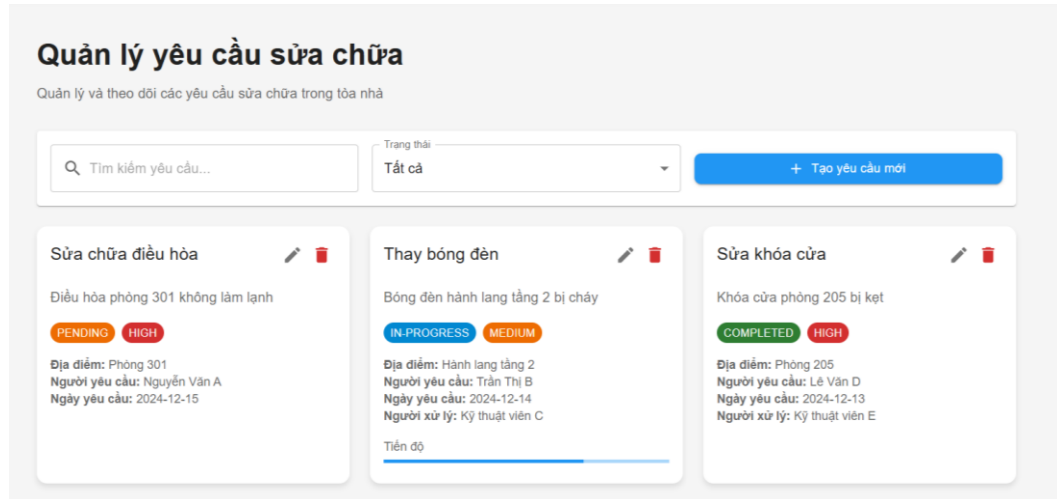 Quản lý yêu cầu sửa chữa
Quản lý và theo dõi các yêu cầu sửa chữa trong tòa nhà
Tìm kiếm yêu cầu...
Trạng thái
Tất cả
+ Tạo yêu cầu mới
Sửa chữa điều hòa
Điều hòa phòng 301 không làm lạnh
PENDING HIGH
Địa điểm: Phòng 301
Người yêu cầu: Nguyễn Văn A
Ngày yêu cầu: 2024-12-15
Thay bóng đèn
Bóng đèn hành lang tầng 2 bị cháy
IN-PROGRESS MEDIUM
Địa điểm: Hành lang tầng 2
Người yêu cầu: Trần Thị B
Ngày yêu cầu: 2024-12-14
Người xử lý: Kỹ thuật viên C
Tiến độ
Sửa khóa cửa
Khóa cửa phòng 205 bị kẹt
COMPLETED HIGH
Địa điểm: Phòng 205
Người yêu cầu: Lê Văn D
Ngày yêu cầu: 2024-12-13
Người xử lý: Kỹ thuật viên E